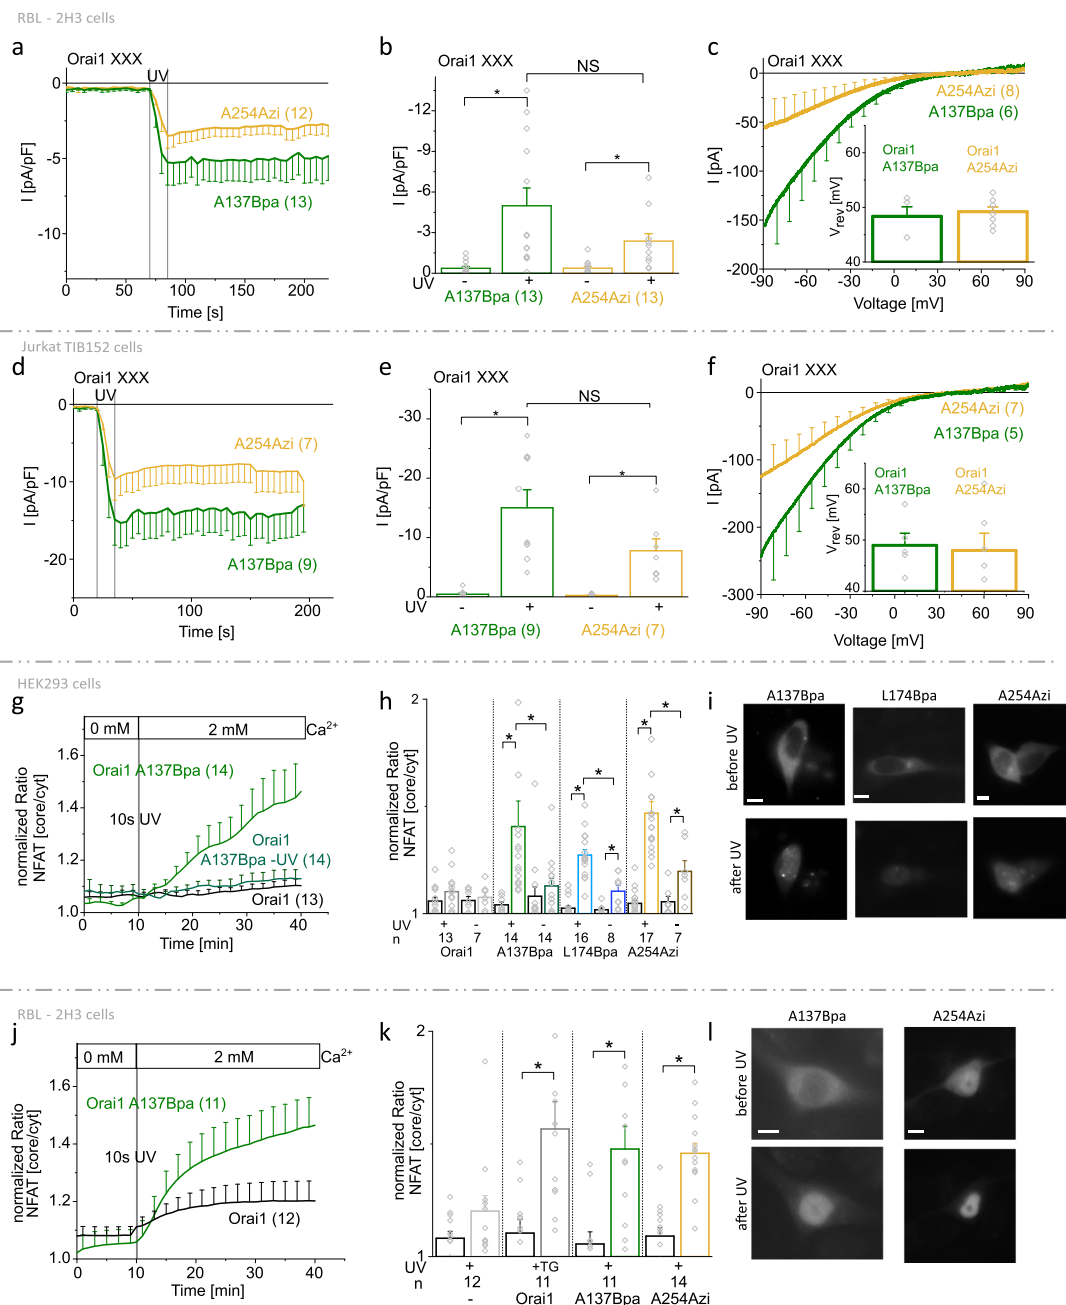 RBL - 2H3 cells
a
Orai1 XXX
UV
0
-5
-10
I [pA/pF]
A254Azi (12)
A137Bpa (13)
0 50 100 150 200
Time [s]
b
Orai1 XXX
NS
*
*
-12
-9
-6
-3
0
I [pA/pF]
UV - + - +
A137Bpa (13) A254Azi (13)
c
Orai1 XXX
0
-50
-100
-150
-200
I [pA]
A254Azi (8)
A137Bpa (6)
60
50
40
Vrev [mV]
Orai1 A137Bpa
Orai1 A254Azi
-90 -60 -30 0 30 60 90
Voltage [mV]
Jurkat TIB152 cells
d
Orai1 XXX
UV
0
-5
-10
-15
-20
I [pA/pF]
A254Azi (7)
A137Bpa (9)
0 50 100 150 200
Time [s]
e
Orai1 XXX
NS
*
*
-30
-20
-10
0
I [pA/pF]
UV - + - +
A137Bpa (9) A254Azi (7)
f
Orai1 XXX
0
-50
-100
-150
-200
-250
-300
I [pA]
A254Azi (7)
A137Bpa (5)
60
50
40
Vrev [mV]
Orai1 A137Bpa
Orai1 A254Azi
-90 -60 -30 0 30 60 90
Voltage [mV]
HEK293 cells
g
0 mM 2 mM Ca2+
1.6
1.4
1.2
1.0
normalized Ratio
NFAT [core/cyt]
Orai1 A137Bpa (14)
10s UV
Orai1
A137Bpa -UV (14)
Orai1 (13)
0 10 20 30 40
Time [min]
h
2
1
normalized Ratio
NFAT [core/cyt]
* * * * * * * *
UV + - + - + - + -
n 13 7 14 14 16 8 17 7
Orai1 A137Bpa L174Bpa A254Azi
i
A137Bpa L174Bpa A254Azi
before UV
after UV
RBL - 2H3 cells
j
0 mM 2 mM Ca2+
1.6
1.4
1.2
1.0
normalized Ratio
NFAT [core/cyt]
Orai1 A137Bpa (11)
10s UV
Orai1 (12)
0 10 20 30 40
Time [min]
k
2
1
normalized Ratio
NFAT [core/cyt]
* * *
UV + +TG + +
n 12 11 11 14
- Orai1 A137Bpa A254Azi
l
A137Bpa A254Azi
before UV
after UV